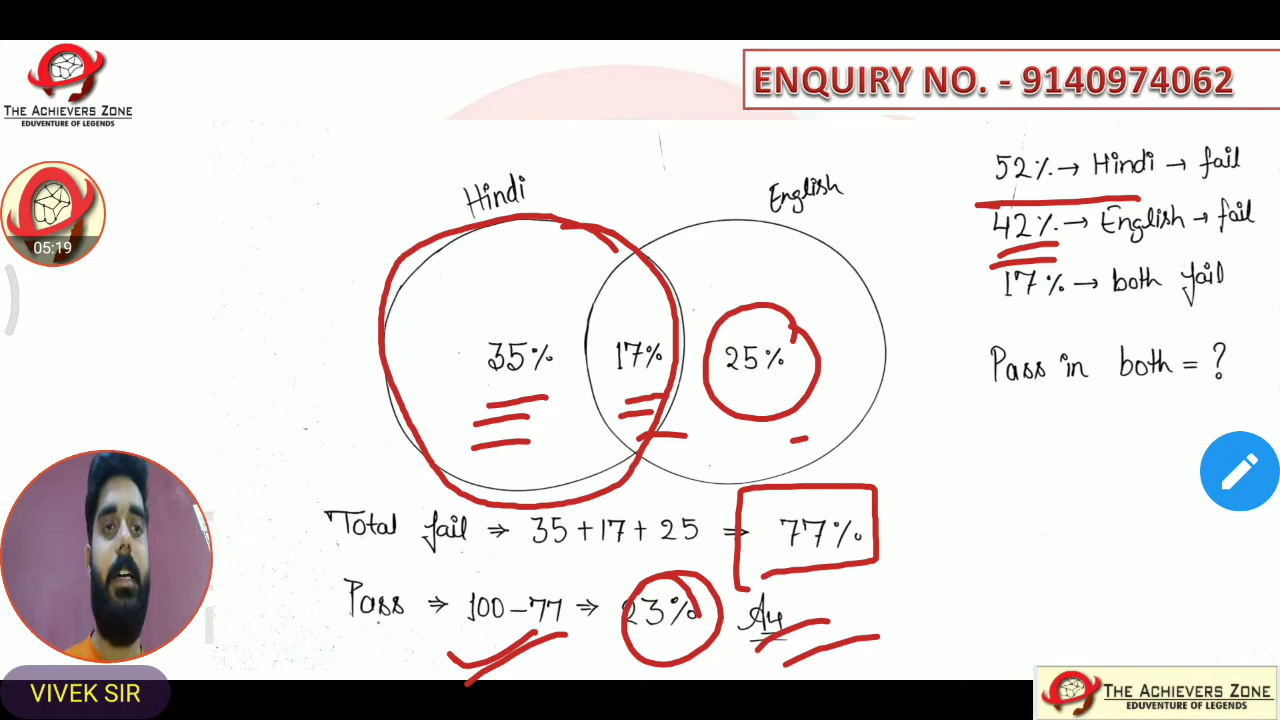 THE ACHIEVERS ZONE
EDUVENTURE OF LEGENDS
ENQUIRY NO. - 9140974062
05:19
Hindi
English
52% → Hindi → fail
42% → English → fail
17% → both fail
Pass in both = ?
35%
17%
25%
Total fail ⇒ 35 + 17 + 25 ⇒ 77%
Pass ⇒ 100 - 77 ⇒ 23% Ans
VIVEK SIR
THE ACHIEVERS ZONE
EDUVENTURE OF LEGENDS